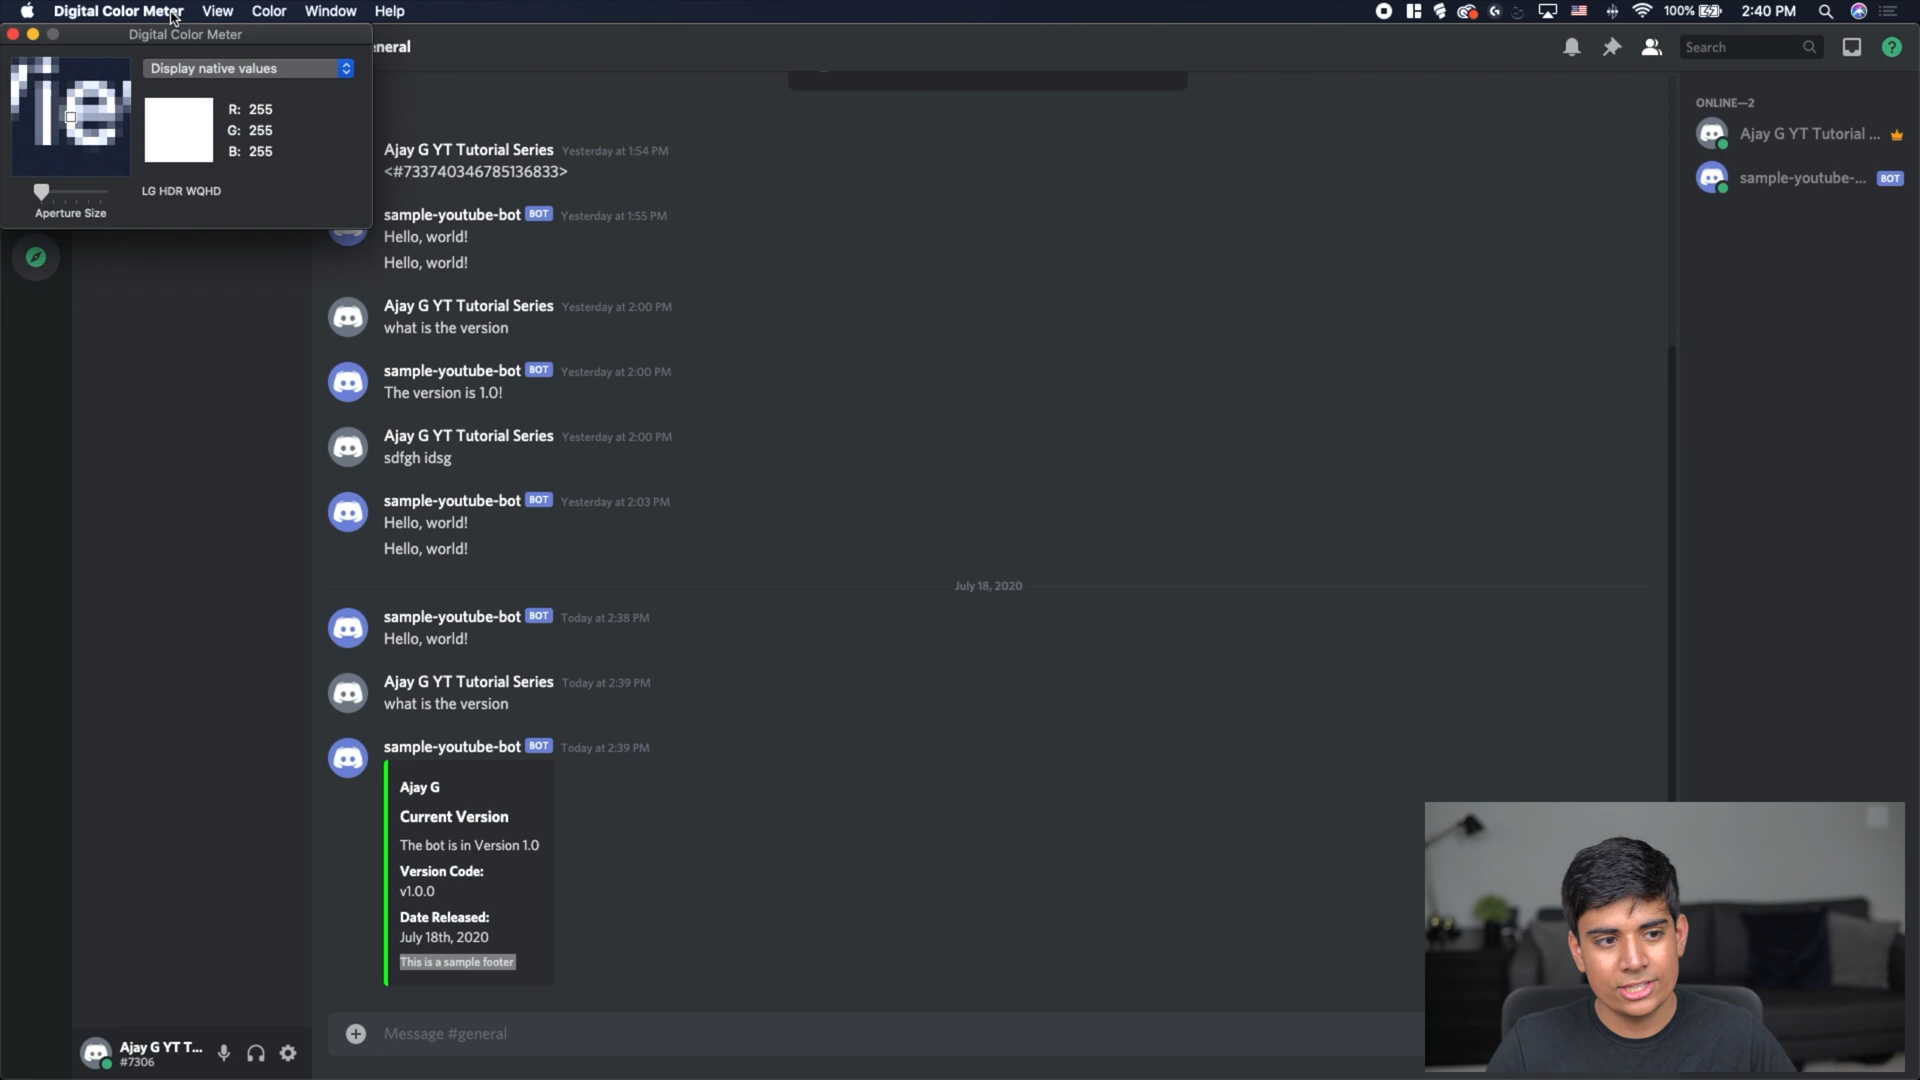 Digital Color Meter View Color Window Help
100% 2:40 PM
Digital Color Meter
Display native values
R: 255
G: 255
B: 255
LG HDR WQHD
Aperture Size
neral
Search
Ajay G YT Tutorial Series Yesterday at 1:54 PM
<#733740346785136833>
sample-youtube-bot BOT Yesterday at 1:55 PM
Hello, world!
Hello, world!
Ajay G YT Tutorial Series Yesterday at 2:00 PM
what is the version
sample-youtube-bot BOT Yesterday at 2:00 PM
The version is 1.0!
Ajay G YT Tutorial Series Yesterday at 2:00 PM
sdfgh idsg
sample-youtube-bot BOT Yesterday at 2:03 PM
Hello, world!
Hello, world!
July 18, 2020
sample-youtube-bot BOT Today at 2:38 PM
Hello, world!
Ajay G YT Tutorial Series Today at 2:39 PM
what is the version
sample-youtube-bot BOT Today at 2:39 PM
Ajay G
Current Version
The bot is in Version 1.0
Version Code:
v1.0.0
Date Released:
July 18th, 2020
This is a sample footer
Message #general
Ajay G YT T...
#7306
ONLINE—2
Ajay G YT Tutorial ...
sample-youtube-... BOT